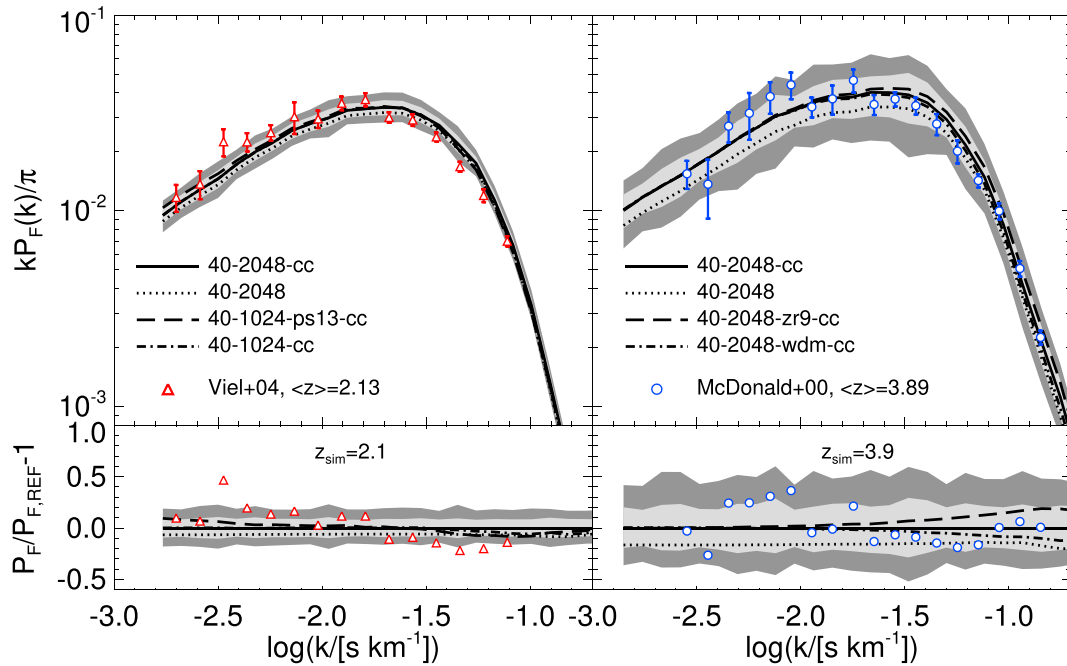 10^-1
10^-2
10^-3
kP_F(k)/π
40-2048-cc
40-2048
40-1024-ps13-cc
40-1024-cc
Viel+04, <z>=2.13
40-2048-cc
40-2048
40-2048-zr9-cc
40-2048-wdm-cc
McDonald+00, <z>=3.89
1.0
0.5
0.0
-0.5
P_F/P_F,REF-1
z_sim=2.1
z_sim=3.9
-3.0 -2.5 -2.0 -1.5 -1.0 -3.0 -2.5 -2.0 -1.5 -1.0
log(k/[s km^-1]) log(k/[s km^-1])